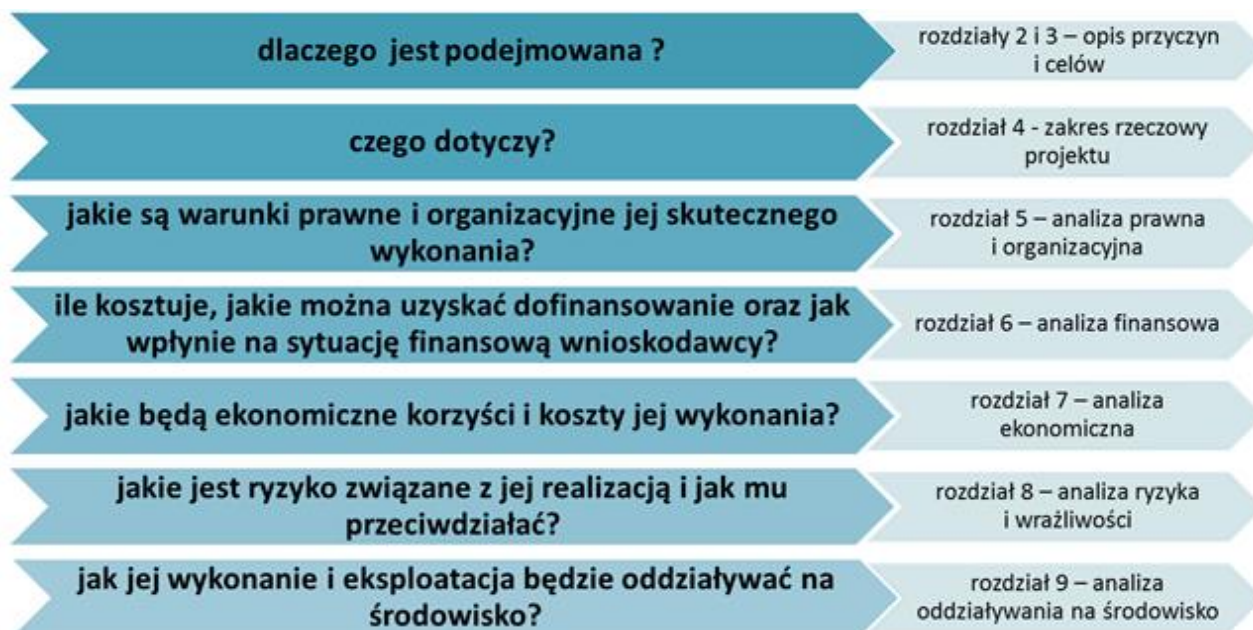 dlaczego jest podejmowana ?
rozdziały 2 i 3 – opis przyczyn
i celów
czego dotyczy?
rozdział 4 - zakres rzeczowy
projektu
jakie są warunki prawne i organizacyjne jej skutecznego
wykonania?
rozdział 5 – analiza prawna
i organizacyjna
ile kosztuje, jakie można uzyskać dofinansowanie oraz jak
wpłynie na sytuację finansową wnioskodawcy?
rozdział 6 – analiza finansowa
jakie będą ekonomiczne korzyści i koszty jej wykonania?
rozdział 7 – analiza
ekonomiczna
jakie jest ryzyko związane z jej realizacją i jak mu
przeciwdziałać?
rozdział 8 – analiza ryzyka
i wrażliwości
jak jej wykonanie i eksploatacja będzie oddziaływać na
środowisko?
rozdział 9 – analiza
oddziaływania na środowisko